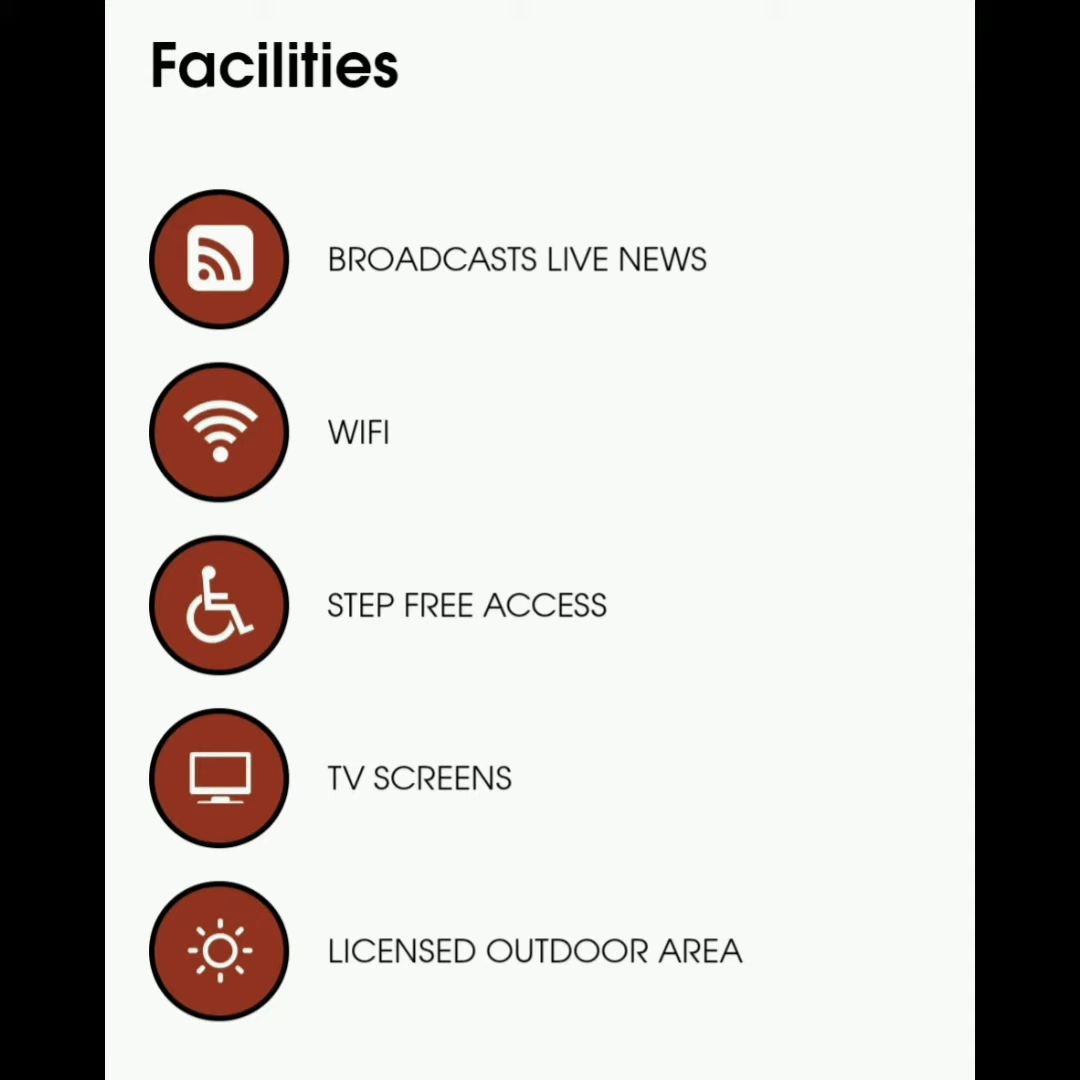 Facilities
BROADCASTS LIVE NEWS
WIFI
STEP FREE ACCESS
TV SCREENS
LICENSED OUTDOOR AREA